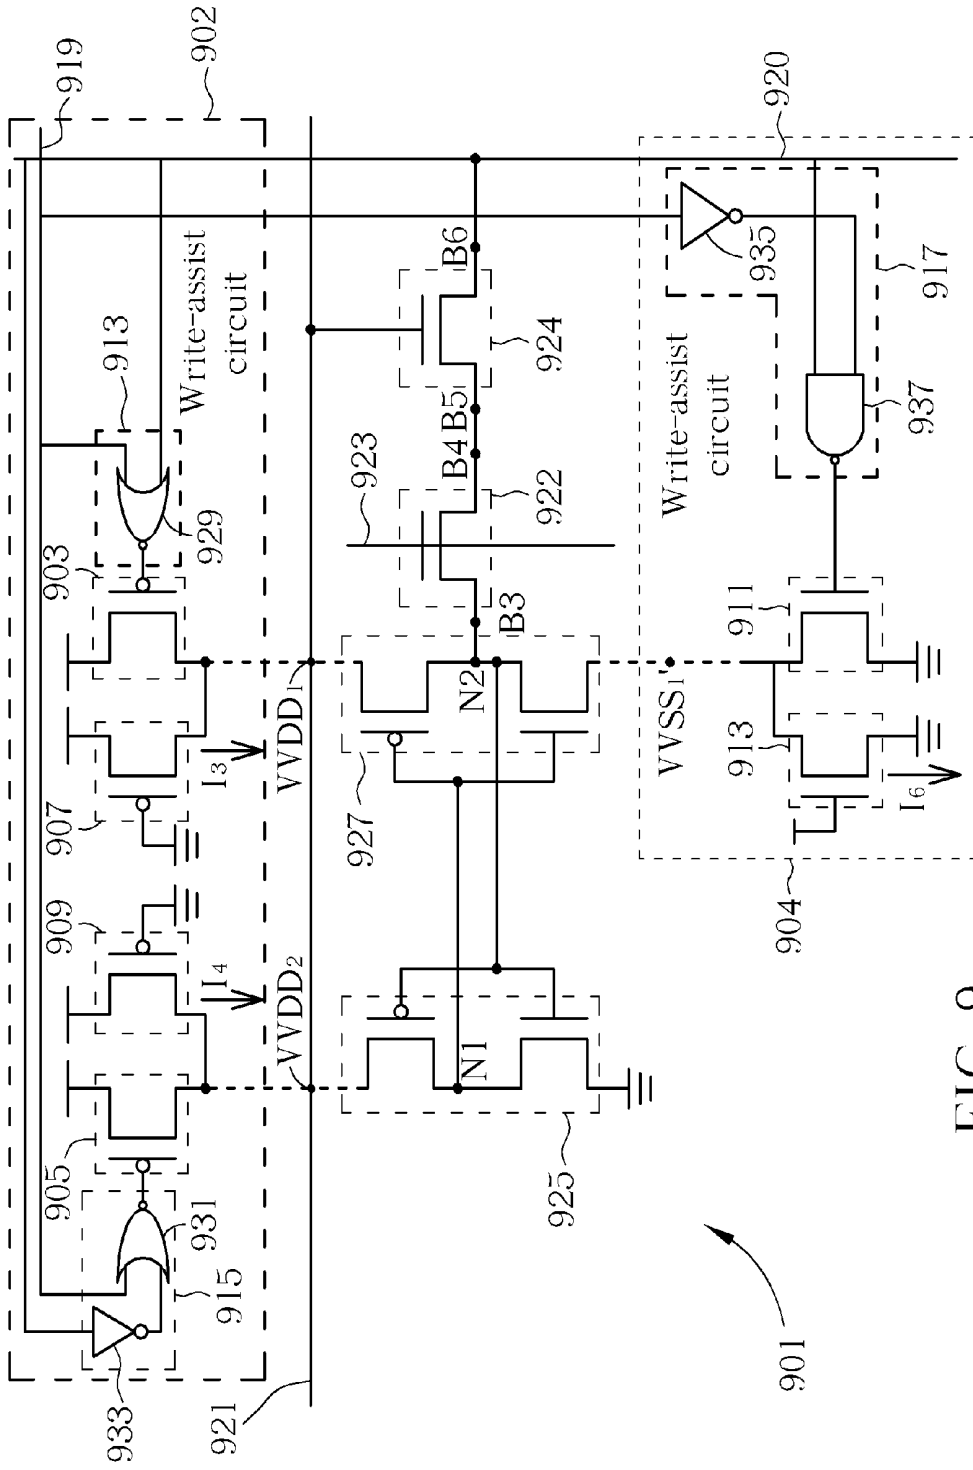 902
919
913
Write-assist
circuit
929
903
907
I3
909
I4
905
931
915
933
921
VVDD1
VVDD2
920
B6
924
B5
B4
923
922
B3
N2
927
N1
925
935
917
Write-assist
circuit
937
911
VVSS1
913
I6
904
901
FIG. 9